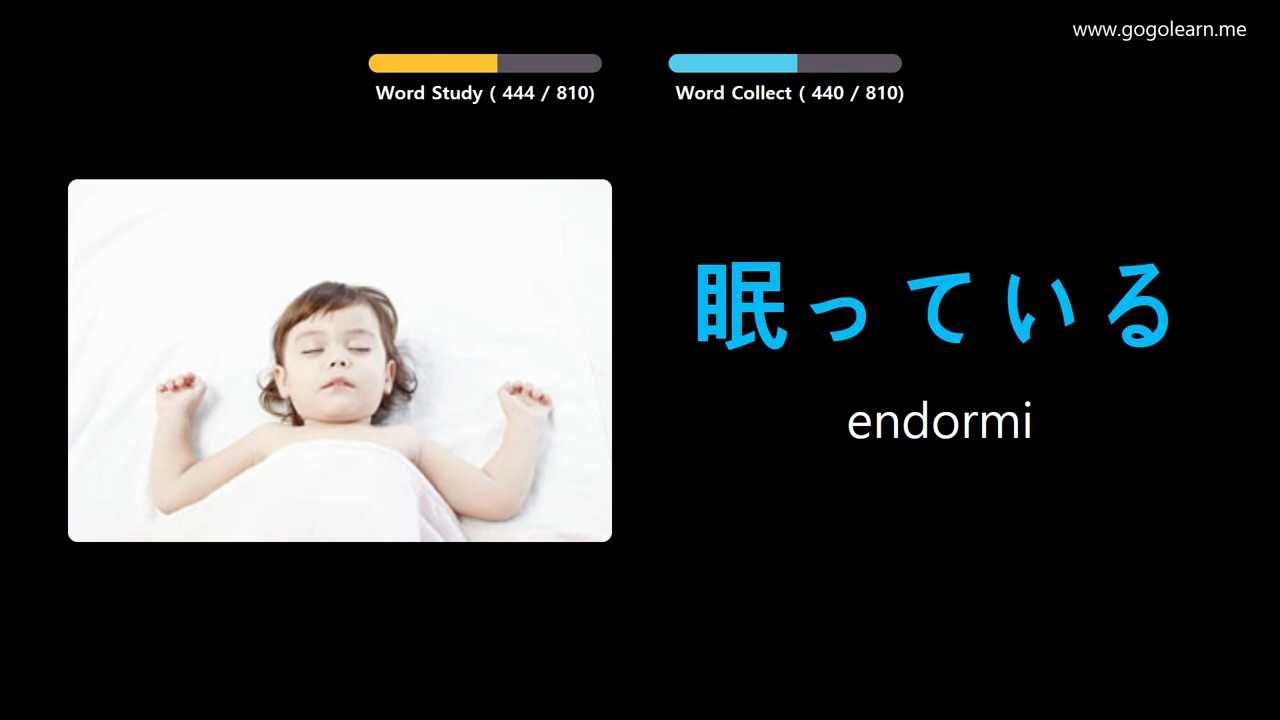 www.gogolearn.me
Word Study ( 444 / 810)
Word Collect ( 440 / 810)
眠っている
endormi